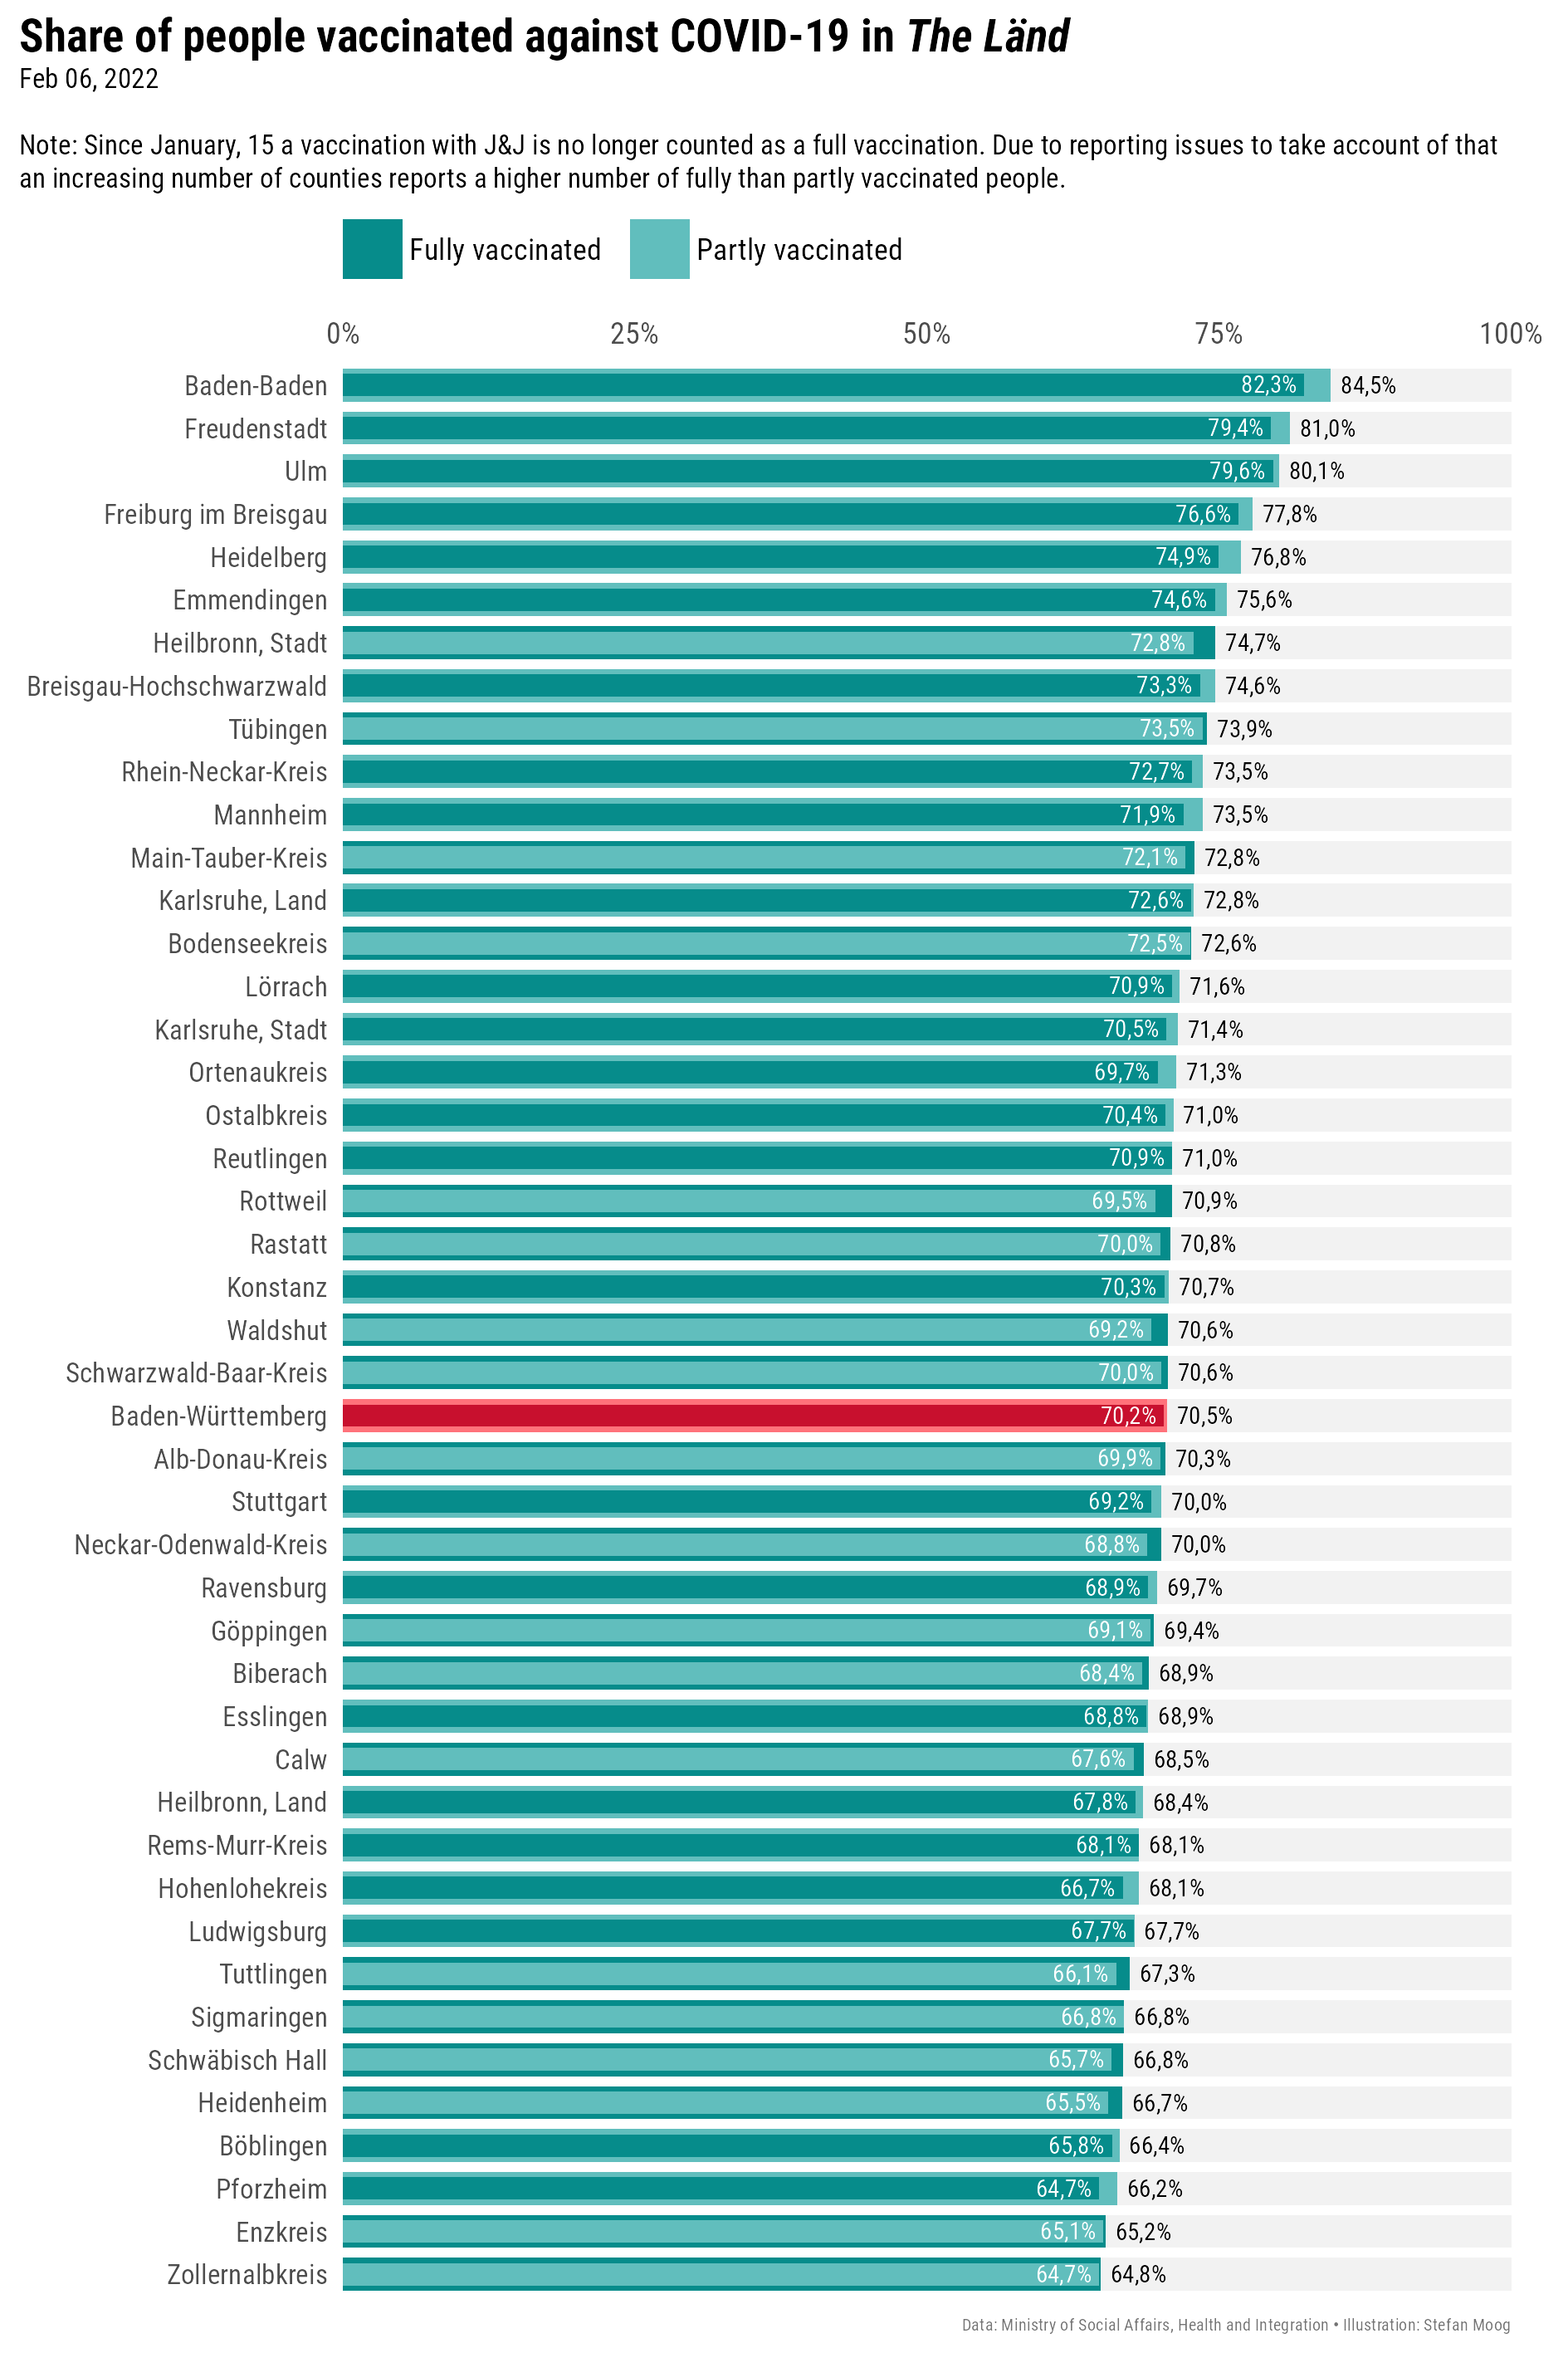 Share of people vaccinated against COVID-19 in The Länd
Feb 06, 2022
Note: Since January, 15 a vaccination with J&J is no longer counted as a full vaccination. Due to reporting issues to take account of that
an increasing number of counties reports a higher number of fully than partly vaccinated people.
Fully vaccinated Partly vaccinated
0% 25% 50% 75% 100%
Baden-Baden 82,3% 84,5%
Freudenstadt 79,4% 81,0%
Ulm 79,6% 80,1%
Freiburg im Breisgau 76,6% 77,8%
Heidelberg 74,9% 76,8%
Emmendingen 74,6% 75,6%
Heilbronn, Stadt 72,8% 74,7%
Breisgau-Hochschwarzwald 73,3% 74,6%
Tübingen 73,5% 73,9%
Rhein-Neckar-Kreis 72,7% 73,5%
Mannheim 71,9% 73,5%
Main-Tauber-Kreis 72,1% 72,8%
Karlsruhe, Land 72,6% 72,8%
Bodenseekreis 72,5% 72,6%
Lörrach 70,9% 71,6%
Karlsruhe, Stadt 70,5% 71,4%
Ortenaukreis 69,7% 71,3%
Ostalbkreis 70,4% 71,0%
Reutlingen 70,9% 71,0%
Rottweil 69,5% 70,9%
Rastatt 70,0% 70,8%
Konstanz 70,3% 70,7%
Waldshut 69,2% 70,6%
Schwarzwald-Baar-Kreis 70,0% 70,6%
Baden-Württemberg 70,2% 70,5%
Alb-Donau-Kreis 69,9% 70,3%
Stuttgart 69,2% 70,0%
Neckar-Odenwald-Kreis 68,8% 70,0%
Ravensburg 68,9% 69,7%
Göppingen 69,1% 69,4%
Biberach 68,4% 68,9%
Esslingen 68,8% 68,9%
Calw 67,6% 68,5%
Heilbronn, Land 67,8% 68,4%
Rems-Murr-Kreis 68,1% 68,1%
Hohenlohekreis 66,7% 68,1%
Ludwigsburg 67,7% 67,7%
Tuttlingen 66,1% 67,3%
Sigmaringen 66,8% 66,8%
Schwäbisch Hall 65,7% 66,8%
Heidenheim 65,5% 66,7%
Böblingen 65,8% 66,4%
Pforzheim 64,7% 66,2%
Enzkreis 65,1% 65,2%
Zollernalbkreis 64,7% 64,8%
Data: Ministry of Social Affairs, Health and Integration • Illustration: Stefan Moog